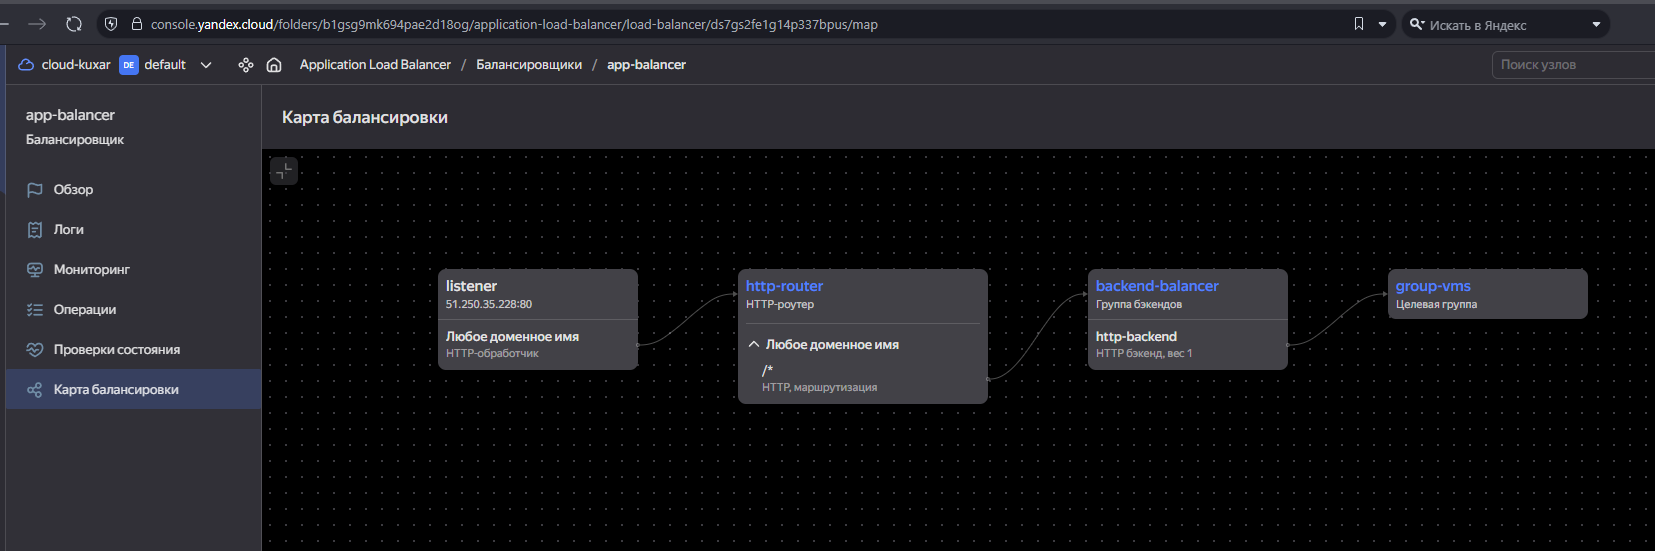 console.yandex.cloud/folders/b1gsg9mk694pae2d18og/application-load-balancer/load-balancer/ds7gs2fe1g14p337bpus/map
Искать в Яндекс
cloud-kuxar DE default Application Load Balancer / Балансировщики / app-balancer Поиск узлов
app-balancer
Балансировщик
Обзор
Логи
Мониторинг
Операции
Проверки состояния
Карта балансировки
Карта балансировки
listener
51.250.35.228:80
Любое доменное имя
HTTP-обработчик
http-router
HTTP-роутер
Любое доменное имя
/*
HTTP, маршрутизация
backend-balancer
Группа бэкендов
http-backend
HTTP бэкенд, вес 1
group-vms
Целевая группа